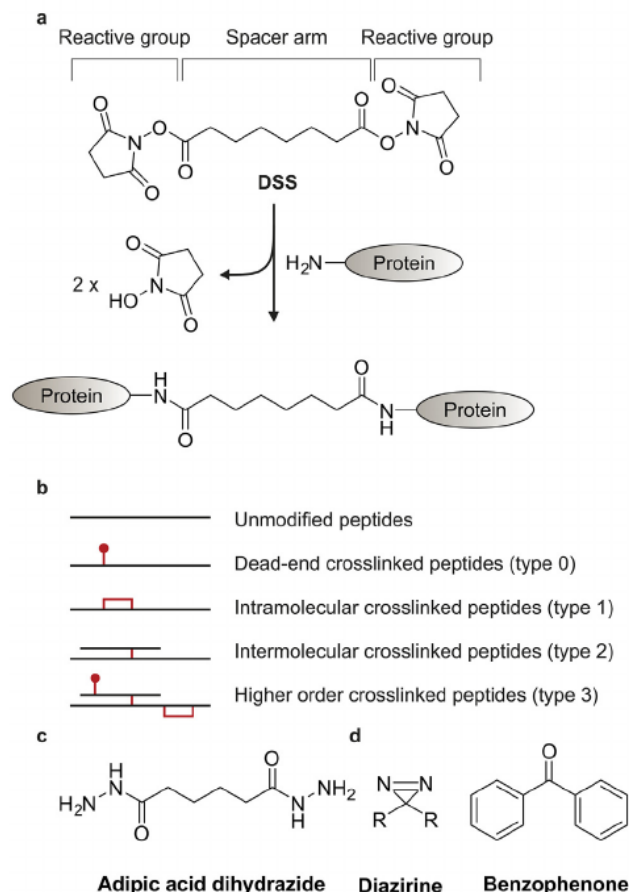 a
Reactive group Spacer arm Reactive group
O O O
N O O N
O O O
DSS
2 x O N HO O
H2N Protein
Protein H N O O N H Protein
b
Unmodified peptides
Dead-end crosslinked peptides (type 0)
Intramolecular crosslinked peptides (type 1)
Intermolecular crosslinked peptides (type 2)
Higher order crosslinked peptides (type 3)
c d
H2N N H O O N H NH2
N N R R
O
Adipic acid dihydrazide Diazirine Benzophenone